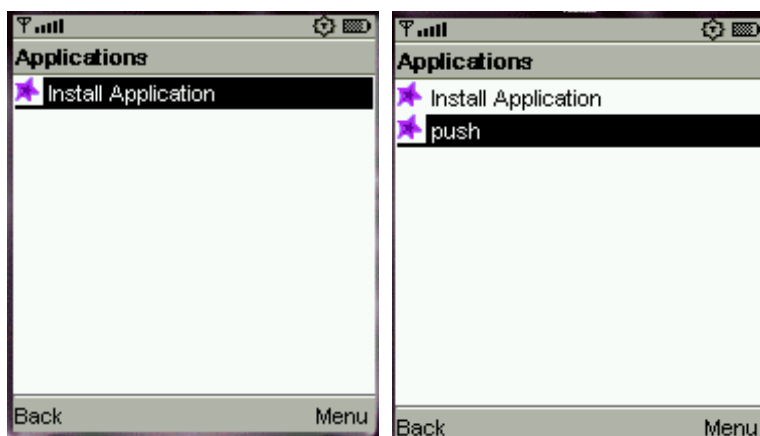 Applications
Install Application
Back Menu
Applications
Install Application
push
Back Menu